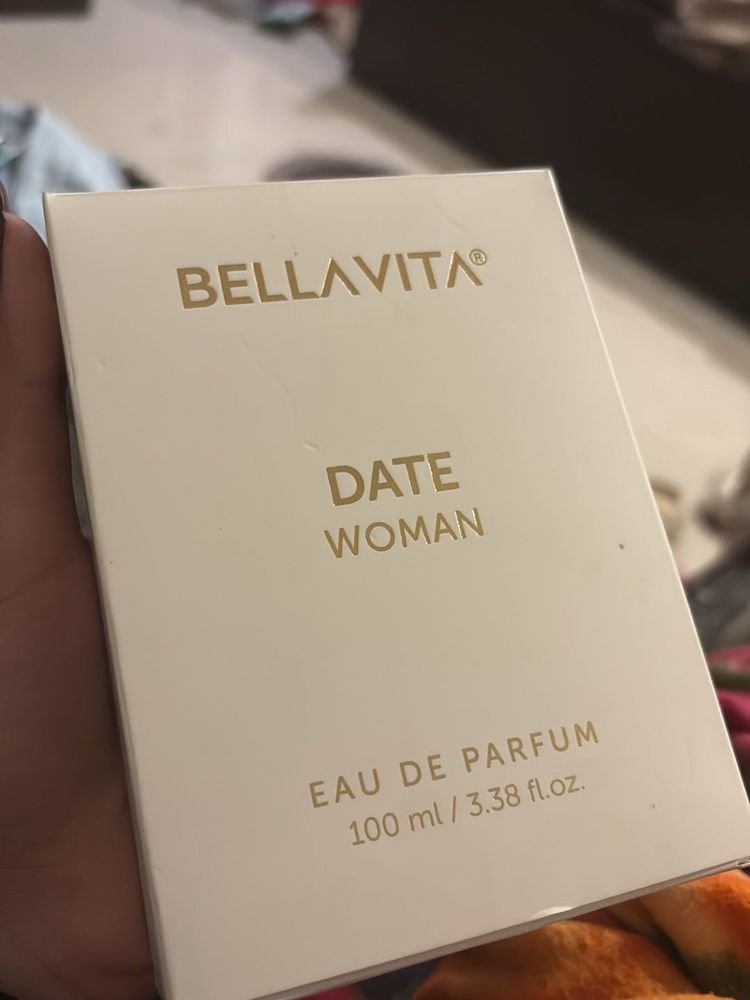 BELLAVITA®
DATE
WOMAN
EAU DE PARFUM
100 ml / 3.38 fl.oz.